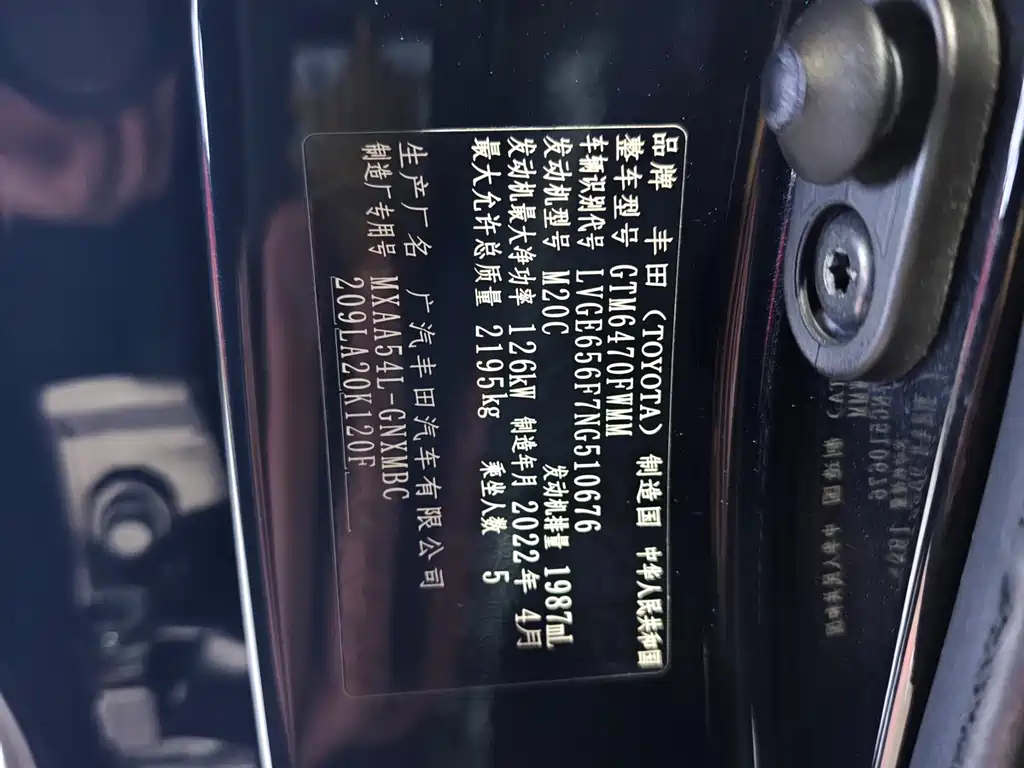 品牌 丰田(TOYOTA) 制造国 中华人民共和国
整车型号 GTM6470FWMM
车辆识别代号 LVGE656F7NG510676
发动机型号 M20C 发动机排量 1987mL
发动机最大净功率 126kW 制造年月 2022年 4月
最大允许总质量 2195kg 乘坐人数 5
生产厂名 广汽丰田汽车有限公司
制造厂专用号 MXAA54L-GNXMBC
209LA20K120F